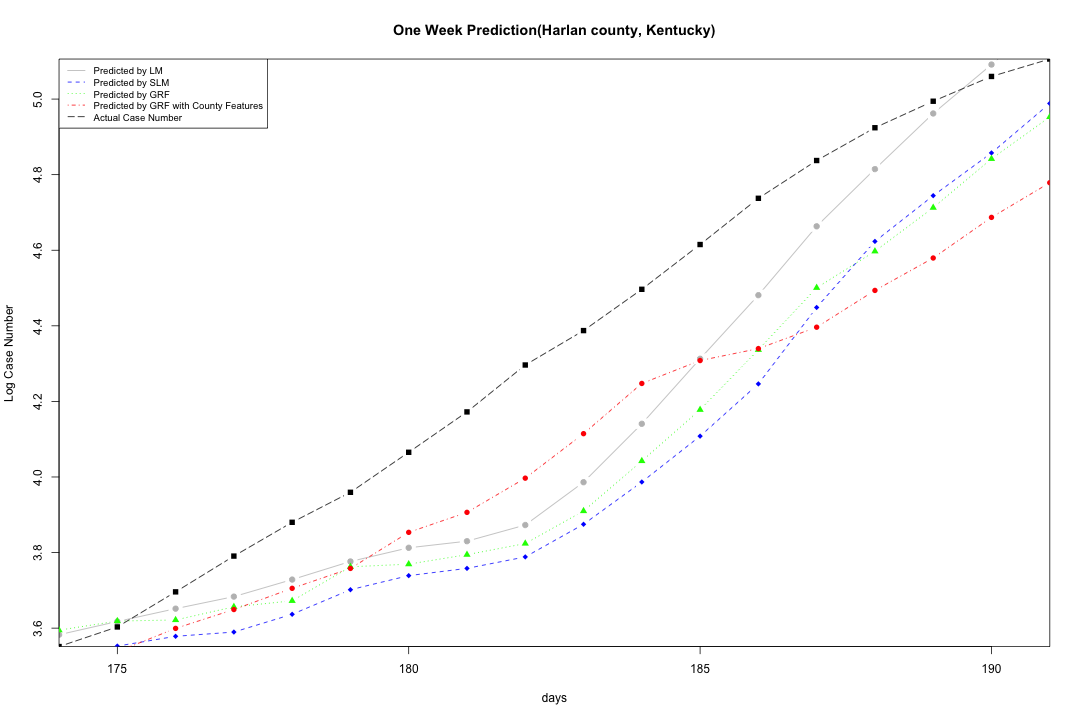 One Week Prediction(Harlan county, Kentucky)
Predicted by LM
Predicted by SLM
Predicted by GRF
Predicted by GRF with County Features
Actual Case Number
Log Case Number
5.0
4.8
4.6
4.4
4.2
4.0
3.8
3.6
175 180 185 190
days